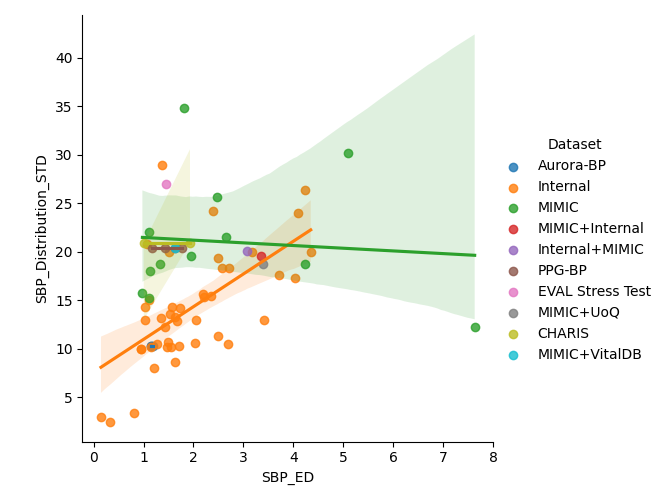 40
35
30
25
20
15
10
5
SBP_Distribution_STD
0 1 2 3 4 5 6 7 8
SBP_ED
Dataset
Aurora-BP
Internal
MIMIC
MIMIC+Internal
Internal+MIMIC
PPG-BP
EVAL Stress Test
MIMIC+UoQ
CHARIS
MIMIC+VitalDB